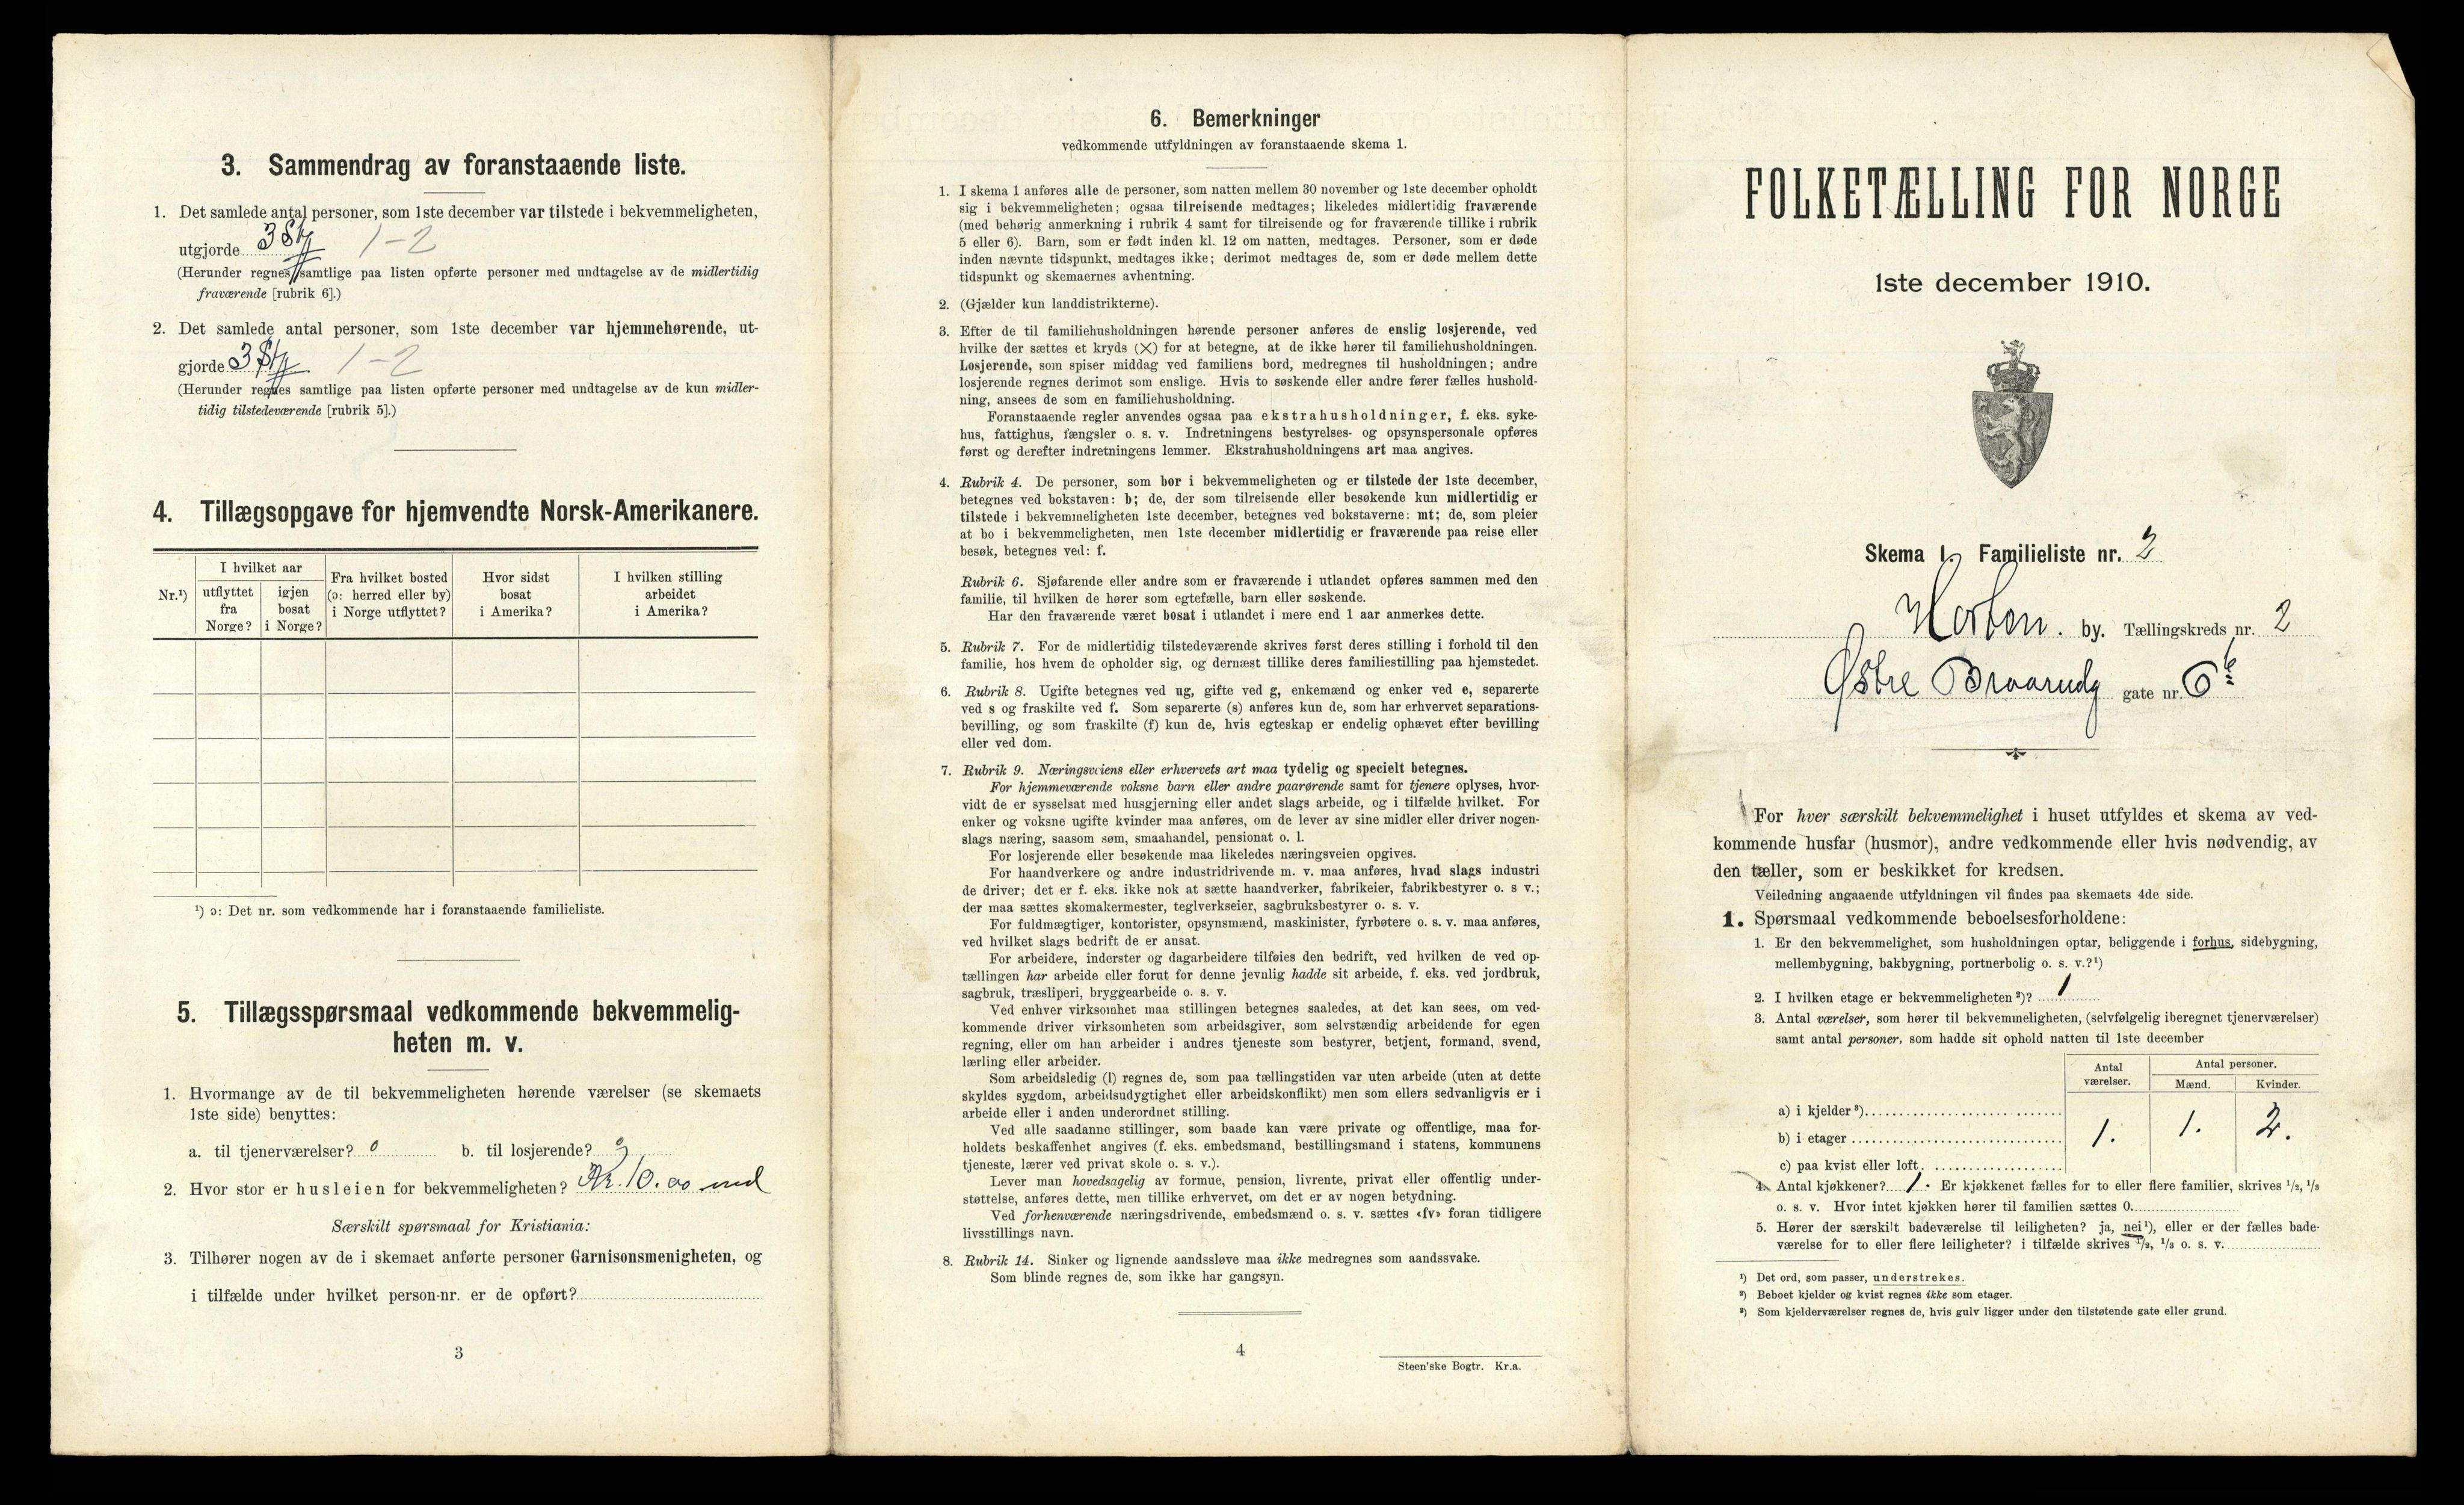 3. Sammendrag av foranstaaende liste.
1. Det samlede antal personer, som 1ste december var tilstede i bekvemmeligheten,
utgjorde 3 Stk 1-2
(Herunder regnes samtlige paa listen opførte personer med undtagelse av de midlertidig
fraværende [rubrik 6].)
2. Det samlede antal personer, som 1ste december var hjemmehørende, ut-
gjorde 3 Stk 1-2
(Herunder regnes samtlige paa listen opførte personer med undtagelse av de kun midler-
tidig tilstedeværende [rubrik 5].)
4. Tillægsopgave for hjemvendte Norsk-Amerikanere.
Nr.¹)
I hvilket aar
utflyttet
fra
Norge?
igjen
bosat
i Norge?
Fra hvilket bosted
(ɔ: herred eller by)
i Norge utflyttet?
Hvor sidst
bosat
i Amerika?
I hvilken stilling
arbeidet
i Amerika?
¹) ɔ: Det nr. som vedkommende har i foranstaaende familieliste.
5. Tillægsspørsmaal vedkommende bekvemmelig-
heten m. v.
1. Hvormange av de til bekvemmeligheten hørende værelser (se skemaets
1ste side) benyttes:
a. til tjenerværelser? 0 b. til losjerende?
2. Hvor stor er husleien for bekvemmeligheten? Kr. 10.00 md
Særskilt spørsmaal for Kristiania:
3. Tilhører nogen av de i skemaet anførte personer Garnisonsmenigheten, og
i tilfælde under hvilket person-nr. er de opført?
3
6. Bemerkninger
vedkommende utfyldningen av foranstaaende skema 1.
1. I skema 1 anføres alle de personer, som natten mellem 30 november og 1ste december opholdt
sig i bekvemmeligheten; ogsaa tilreisende medtages; likeledes midlertidig fraværende
(med behørig anmerkning i rubrik 4 samt for tilreisende og for fraværende tillike i rubrik
5 eller 6). Barn, som er født inden kl. 12 om natten, medtages. Personer, som er døde
inden nævnte tidspunkt, medtages ikke; derimot medtages de, som er døde mellem dette
tidspunkt og skemaernes avhentning.
2. (Gjælder kun landdistrikterne).
3. Efter de til familiehusholdningen hørende personer anføres de enslig losjerende, ved
hvilke der sættes et kryds (×) for at betegne, at de ikke hører til familiehusholdningen.
Losjerende, som spiser middag ved familiens bord, medregnes til husholdningen; andre
losjerende regnes derimot som enslige. Hvis to søskende eller andre fører fælles hushold-
ning, ansees de som en familiehusholdning.
Foranstaaende regler anvendes ogsaa paa ekstrahusholdninger, f. eks. syke-
hus, fattighus, fængsler o. s. v. Indretningens bestyrelses- og opsynspersonale opføres
først og derefter indretningens lemmer. Ekstrahusholdningens art maa angives.
4. Rubrik 4. De personer, som bor i bekvemmeligheten og er tilstede der 1ste december,
betegnes ved bokstaven: b; de, der som tilreisende eller besøkende kun midlertidig er
tilstede i bekvemmeligheten 1ste december, betegnes ved bokstaverne: mt; de, som pleier
at bo i bekvemmeligheten, men 1ste december midlertidig er fraværende paa reise eller
besøk, betegnes ved: f.
Rubrik 6. Sjøfarende eller andre som er fraværende i utlandet opføres sammen med den
familie, til hvilken de hører som egtefælle, barn eller søskende.
Har den fraværende været bosat i utlandet i mere end 1 aar anmerkes dette.
5. Rubrik 7. For de midlertidig tilstedeværende skrives først deres stilling i forhold til den
familie, hos hvem de opholder sig, og dernæst tillike deres familiestilling paa hjemstedet.
6. Rubrik 8. Ugifte betegnes ved ug, gifte ved g, enkemænd og enker ved e, separerte
ved s og fraskilte ved f. Som separerte (s) anføres kun de, som har erhvervet separations-
bevilling, og som fraskilte (f) kun de, hvis egteskap er endelig ophævet efter bevilling
eller ved dom.
7. Rubrik 9. Næringsveiens eller erhvervets art maa tydelig og specielt betegnes.
For hjemmeværende voksne barn eller andre paarørende samt for tjenere oplyses, hvor-
vidt de er sysselsat med husgjerning eller andet slags arbeide, og i tilfælde hvilket. For
enker og voksne ugifte kvinder maa anføres, om de lever av sine midler eller driver nogen-
slags næring, saasom søm, smaahandel, pensionat o. l.
For losjerende eller besøkende maa likeledes næringsveien opgives.
For haandverkere og andre industridrivende m. v. maa anføres, hvad slags industri
de driver; det er f. eks. ikke nok at sætte haandverker, fabrikeier, fabrikbestyrer o. s v.;
der maa sættes skomakermester, teglverkseier, sagbruksbestyrer o. s. v.
For fuldmægtiger, kontorister, opsynsmænd, maskinister, fyrbøtere o. s. v. maa anføres,
ved hvilket slags bedrift de er ansat.
For arbeidere, inderster og dagarbeidere tilføies den bedrift, ved hvilken de ved op-
tællingen har arbeide eller forut for denne jevnlig hadde sit arbeide, f. eks. ved jordbruk,
sagbruk, træsliperi, bryggearbeide o. s. v.
Ved enhver virksomhet maa stillingen betegnes saaledes, at det kan sees, om ved-
kommende driver virksomheten som arbeidsgiver, som selvstændig arbeidende for egen
regning, eller om han arbeider i andres tjeneste som bestyrer, betjent, formand, svend,
lærling eller arbeider.
Som arbeidsledig (l) regnes de, som paa tællingstiden var uten arbeide (uten at dette
skyldes sygdom, arbeidsudygtighet eller arbeidskonflikt) men som ellers sedvanligvis er i
arbeide eller i anden underordnet stilling.
Ved alle saadanne stillinger, som baade kan være private og offentlige, maa for-
holdets beskaffenhet angives (f. eks. embedsmand, bestillingsmand i statens, kommunens
tjeneste, lærer ved privat skole o. s. v.).
Lever man hovedsagelig av formue, pension, livrente, privat eller offentlig under-
støttelse, anføres dette, men tillike erhvervet, om det er av nogen betydning.
Ved forhenværende næringsdrivende, embedsmænd o. s. v. sættes «fv» foran tidligere
livsstillings navn.
8. Rubrik 14. Sinker og lignende aandssløve maa ikke medregnes som aandssvake.
Som blinde regnes de, som ikke har gangsyn.
4
Steen'ske Bogtr. Kr.a.
FOLKETÆLLING FOR NORGE
1ste december 1910.
Skema 1. Familieliste nr. 2
Horten. by. Tællingskreds nr. 2
Østre Braarudg gate nr. 6 b
For hver særskilt bekvemmelighet i huset utfyldes et skema av ved-
kommende husfar (husmor), andre vedkommende eller hvis nødvendig, av
den tæller, som er beskikket for kredsen.
Veiledning angaaende utfyldningen vil findes paa skemaets 4de side.
1. Spørsmaal vedkommende beboelsesforholdene:
1. Er den bekvemmelighet, som husholdningen optar, beliggende i forhus, sidebygning,
mellembygning, bakbygning, portnerbolig o. s. v.?¹)
2. I hvilken etage er bekvemmeligheten²)? 1
3. Antal værelser, som hører til bekvemmeligheten, (selvfølgelig iberegnet tjenerværelser)
samt antal personer, som hadde sit ophold natten til 1ste december
Antal
værelser.
Antal personer.
Mænd. Kvinder.
a) i kjelder³)
b) i etager 1. 1. 2.
c) paa kvist eller loft.
4. Antal kjøkkener? 1. Er kjøkkenet fælles for to eller flere familier, skrives ¹/₂, ¹/₃
o. s. v. Hvor intet kjøkken hører til familien sættes 0.
5. Hører der særskilt badeværelse til leiligheten? ja, nei¹), eller er der fælles bade-
værelse for to eller flere leiligheter? i tilfælde skrives ¹/₂, ¹/₃ o. s. v.
¹) Det ord, som passer, understrekes.
²) Beboet kjelder og kvist regnes ikke som etager.
³) Som kjelderværelser regnes de, hvis gulv ligger under den tilstøtende gate eller grund.